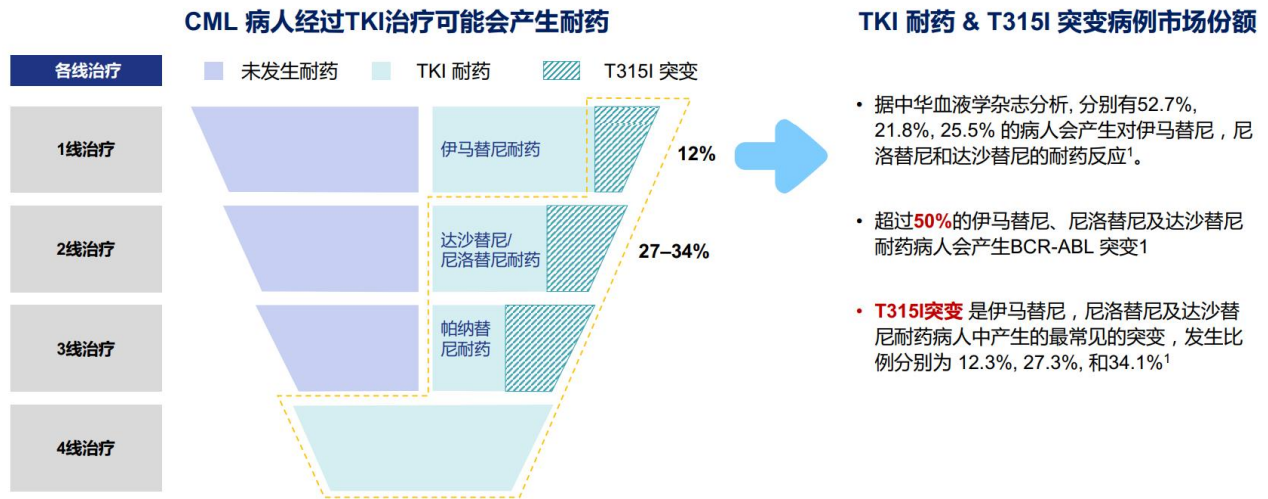 CML 病人经过TKI治疗可能会产生耐药
TKI 耐药 & T315I 突变病例市场份额
各线治疗
未发生耐药
TKI 耐药
T315I 突变
1线治疗
伊马替尼耐药
12%
2线治疗
达沙替尼/
尼洛替尼耐药
27–34%
3线治疗
帕纳替
尼耐药
4线治疗
• 据中华血液学杂志分析, 分别有52.7%,
21.8%, 25.5% 的病人会产生对伊马替尼，尼
洛替尼和达沙替尼的耐药反应¹。
• 超过50%的伊马替尼、尼洛替尼及达沙替尼
耐药病人会产生BCR-ABL 突变1
• T315I突变 是伊马替尼，尼洛替尼及达沙替
尼耐药病人中产生的最常见的突变，发生比
例分别为 12.3%, 27.3%, 和34.1%¹